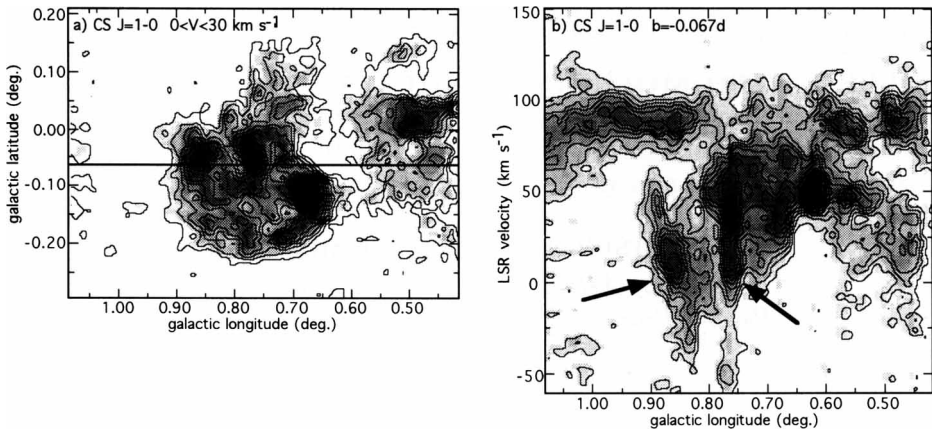 a) CS J=1-0 0<V<30 km s⁻¹
0.20
0.10
0.00
-0.10
-0.20
galactic latitude (deg.)
1.00 0.90 0.80 0.70 0.60 0.50
galactic longitude (deg.)
b) CS J=1-0 b=-0.067d
150
100
50
0
-50
LSR velocity (km s⁻¹)
1.00 0.90 0.80 0.70 0.60 0.50
galactic longitude (deg.)